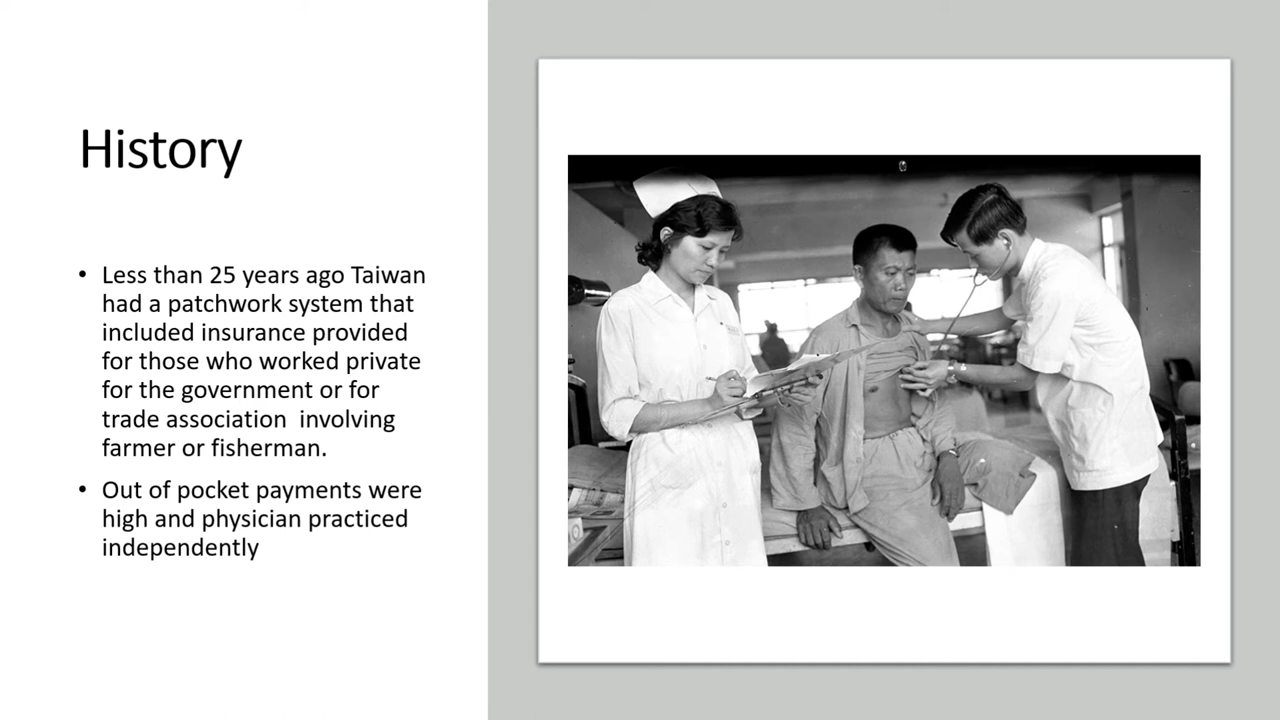 History
• Less than 25 years ago Taiwan
had a patchwork system that
included insurance provided
for those who worked private
for the government or for
trade association  involving
farmer or fisherman.
• Out of pocket payments were
high and physician practiced
independently